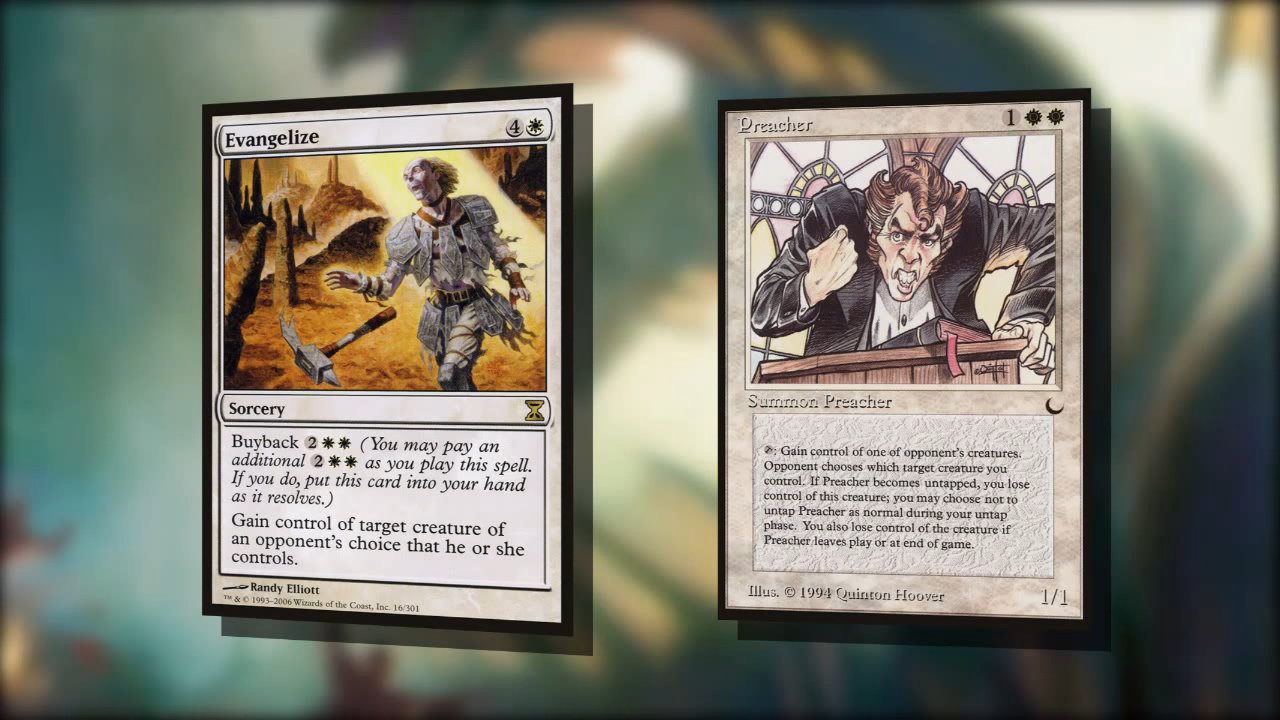 Evangelize
4
Sorcery
Buyback 2 (You may pay an
additional 2 as you play this spell.
If you do, put this card into your hand
as it resolves.)
Gain control of target creature of
an opponent's choice that he or she
controls.
Randy Elliott
™ & © 1993–2006 Wizards of the Coast, Inc. 16/301
Preacher
1
Summon Preacher
: Gain control of one of opponent's creatures.
Opponent chooses which target creature you
control. If Preacher becomes untapped, you lose
control of this creature; you may choose not to
untap Preacher as normal during your untap
phase. You also lose control of the creature if
Preacher leaves play or at end of game.
Illus. © 1994 Quinton Hoover
1/1